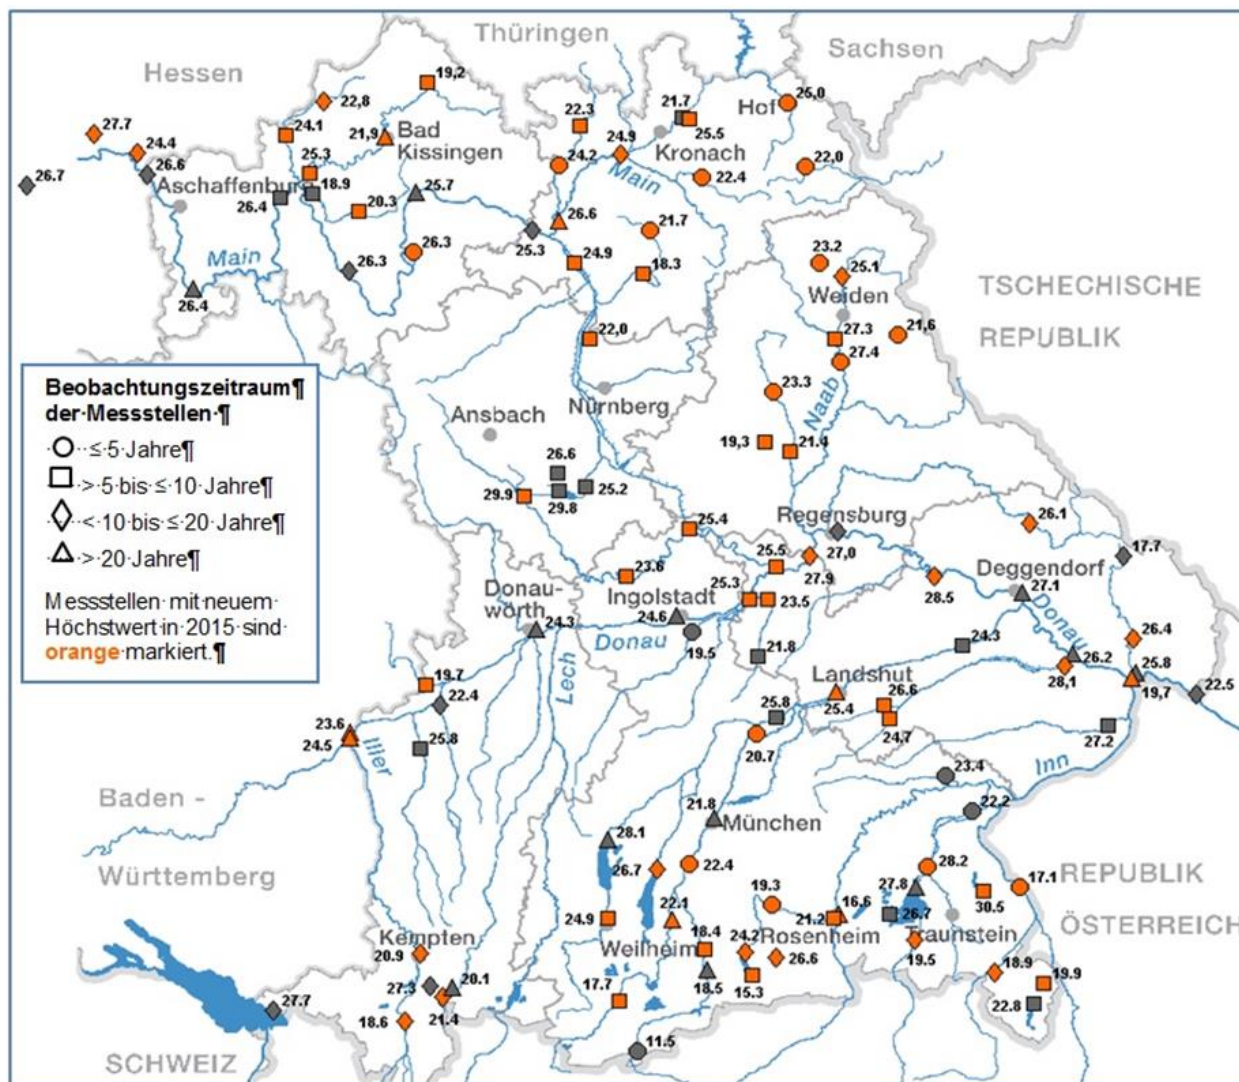 Thüringen
Sachsen
Hessen
19,2
22,8
21.7
Hof
25,0
22.3
27.7
24.1
21,9
Bad
Kissingen
25.5
24.9
24.4
24.2
Kronach
22,0
26.7
26.6
25.3
Main
22.4
Aschaffenburg
18.9
25.7
26.4
20.3
26.6
21.7
25.3
24.9
23.2
Main
26.3
26.3
18.3
25.1
TSCHECHISCHE
26.4
Weiden
22,0
27.3
21,6
REPUBLIK
27.4
Beobachtungszeitraum¶
der·Messstellen·¶
··≤·5·Jahre¶
>·5·bis·≤·10·Jahre¶
<·10·bis·≤·20·Jahre¶
>·20·Jahre¶
Messstellen·mit·neuem·
Höchstwert·in·2015·sind·
orange·markiert.¶
23.3
Naab
Nürnberg
Ansbach
19,3
21.4
26.6
29.9
29.8
25.2
25.4
Regensburg
26.1
27,0
17.7
25.5
23.6
27.9
Deggendorf
27.1
25.3
28.5
Donau-
wörth
Ingolstadt
24.6
23.5
24.3
Donau
Donau
19.5
21.8
24.3
26.4
26.2
25.8
Lech
Landshut
28,1
19,7
22.5
19.7
22.4
25.4
26.6
25.8
24.7
27.2
23.6
24.5
Iller
25.8
20.7
23.4
Inn
Baden -
21.8
München
22.2
28.1
Württemberg
26.7
22.4
28.2
REPUBLIK
19.3
27.8
17.1
24.9
22.1
16.6
30.5
ÖSTERREICH
21.2
26.7
Kempten
Weilheim
18.4
24.2
Rosenheim
Traunstein
20.9
26.6
19.5
18.9
19.9
27.3
20.1
17.7
18.5
15.3
27.7
22.8
18.6
21.4
11.5
SCHWEIZ